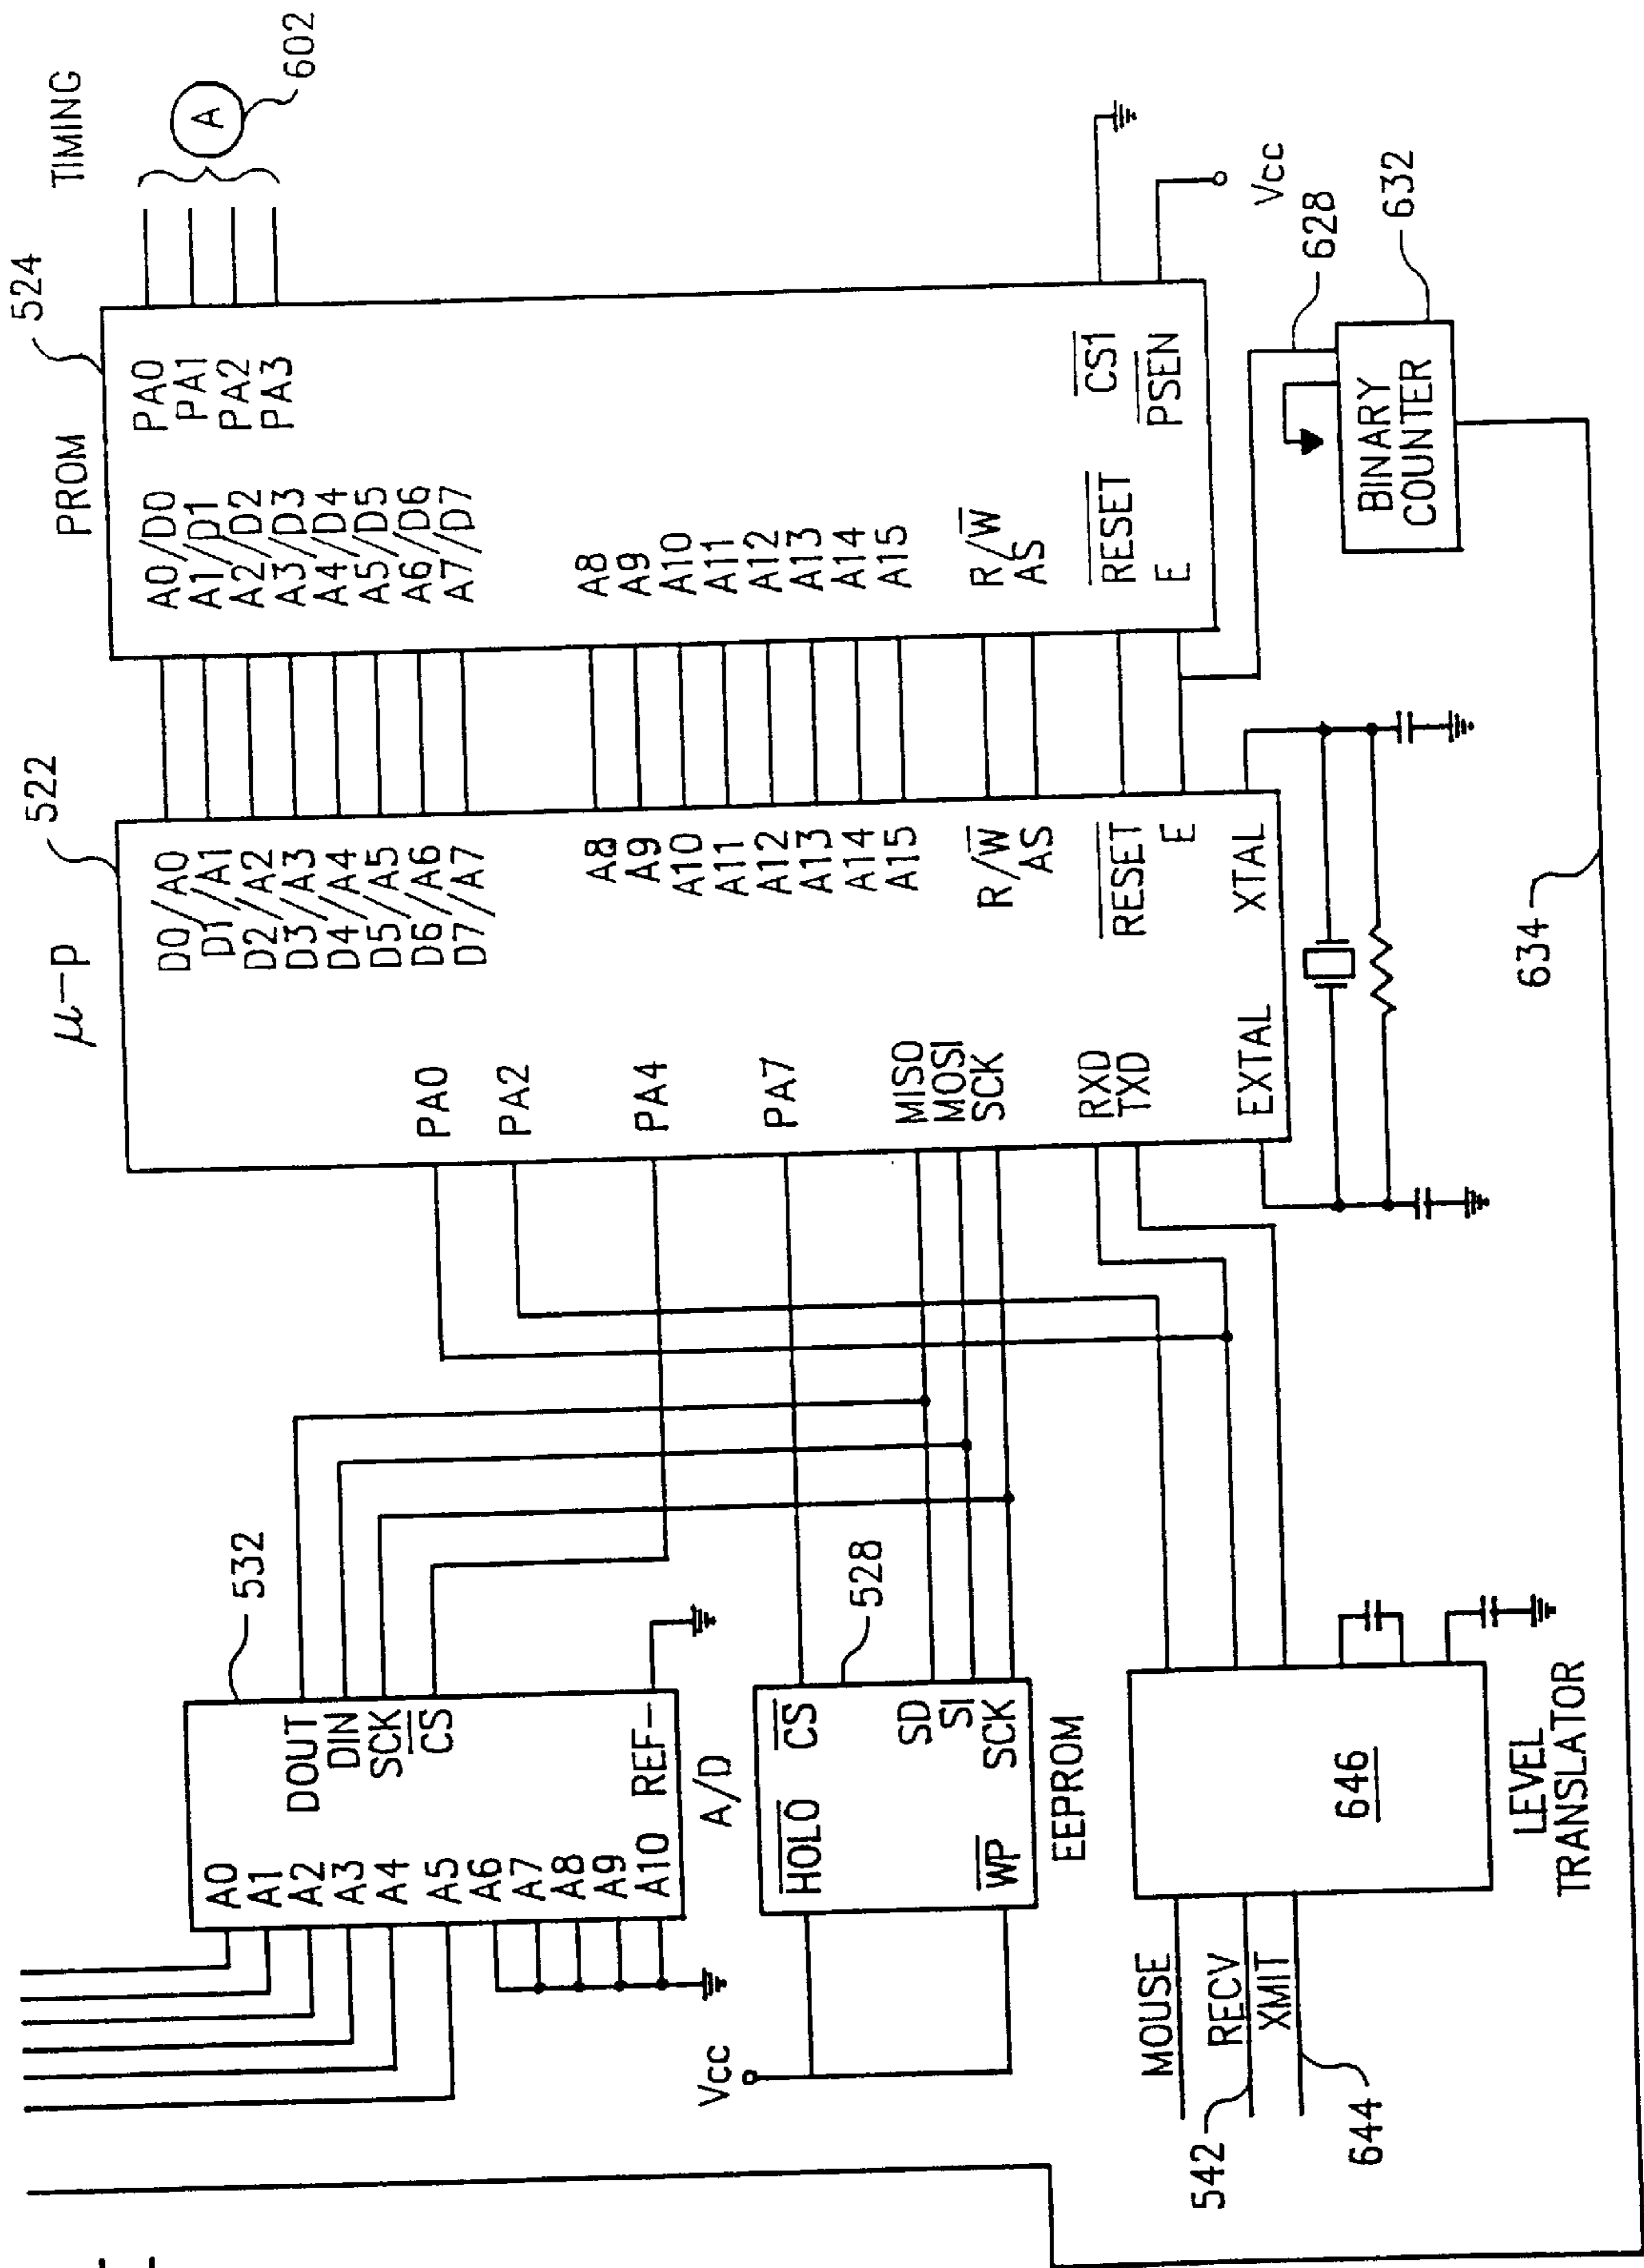 TIMING
A
602
524
PROM
A0/D0
A1/D1
A2/D2
A3/D3
A4/D4
A5/D5
A6/D6
A7/D7
PA0
PA1
PA2
PA3
A8
A9
A10
A11
A12
A13
A14
A15
R/W
AS
RESET
E
CS1
PSEN
Vcc
628
632
BINARY
COUNTER
634
522
μ-P
D0/A0
D1/A1
D2/A2
D3/A3
D4/A4
D5/A5
D6/A6
D7/A7
A8
A9
A10
A11
A12
A13
A14
A15
R/W
AS
RESET
E
XTAL
EXTAL
PA0
PA2
PA4
PA7
MISO
MOSI
SCK
RXD
TXD
532
A0
A1
A2
A3
A4
A5
A6
A7
A8
A9
A10
DOUT
DIN
SCK
CS
REF-
A/D
528
HOLO
CS
SD
SI
SCK
WP
EEPROM
Vcc
646
LEVEL
TRANSLATOR
MOUSE
RECV
XMIT
542
644